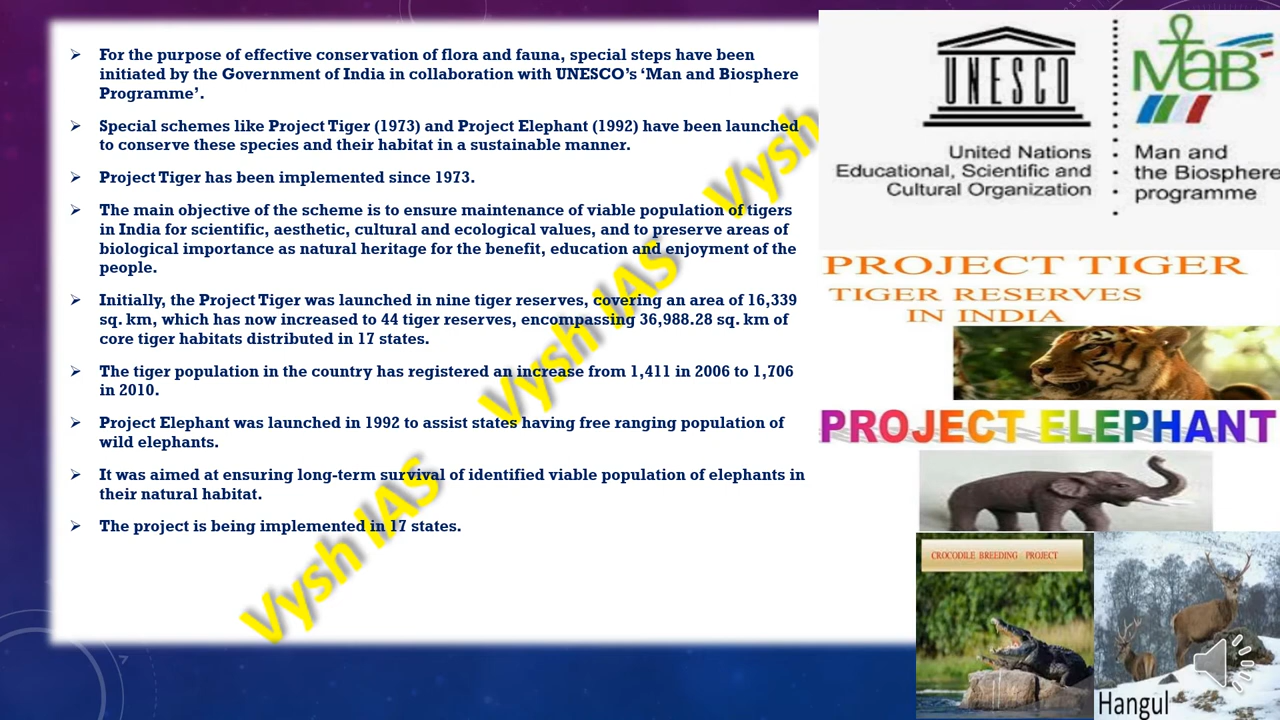 For the purpose of effective conservation of flora and fauna, special steps have been
initiated by the Government of India in collaboration with UNESCO's 'Man and Biosphere
Programme'.
Special schemes like Project Tiger (1973) and Project Elephant (1992) have been launched
to conserve these species and their habitat in a sustainable manner.
Project Tiger has been implemented since 1973.
The main objective of the scheme is to ensure maintenance of viable population of tigers
in India for scientific, aesthetic, cultural and ecological values, and to preserve areas of
biological importance as natural heritage for the benefit, education and enjoyment of the
people.
Initially, the Project Tiger was launched in nine tiger reserves, covering an area of 16,339
sq. km, which has now increased to 44 tiger reserves, encompassing 36,988.28 sq. km of
core tiger habitats distributed in 17 states.
The tiger population in the country has registered an increase from 1,411 in 2006 to 1,706
in 2010.
Project Elephant was launched in 1992 to assist states having free ranging population of
wild elephants.
It was aimed at ensuring long-term survival of identified viable population of elephants in
their natural habitat.
The project is being implemented in 17 states.
Vysh
Vysh IAS
Vysh IAS
UNESCO
United Nations
Educational, Scientific and
Cultural Organization
MaB
Man and
the Biosphere
programme
PROJECT TIGER
TIGER RESERVES
IN INDIA
PROJECT ELEPHANT
CROCODILE BREEDING PROJECT
Hangul